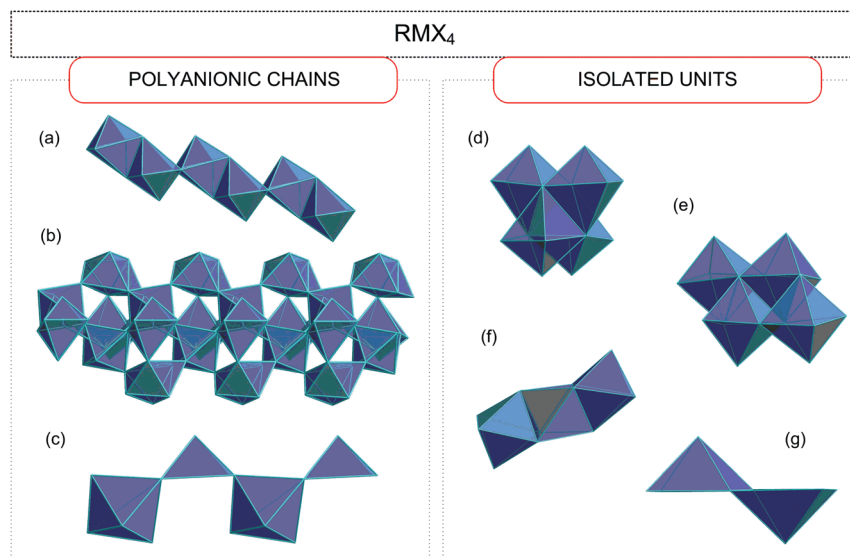 RMX₄
POLYANIONIC CHAINS
ISOLATED UNITS
(a)
(b)
(c)
(d)
(e)
(f)
(g)